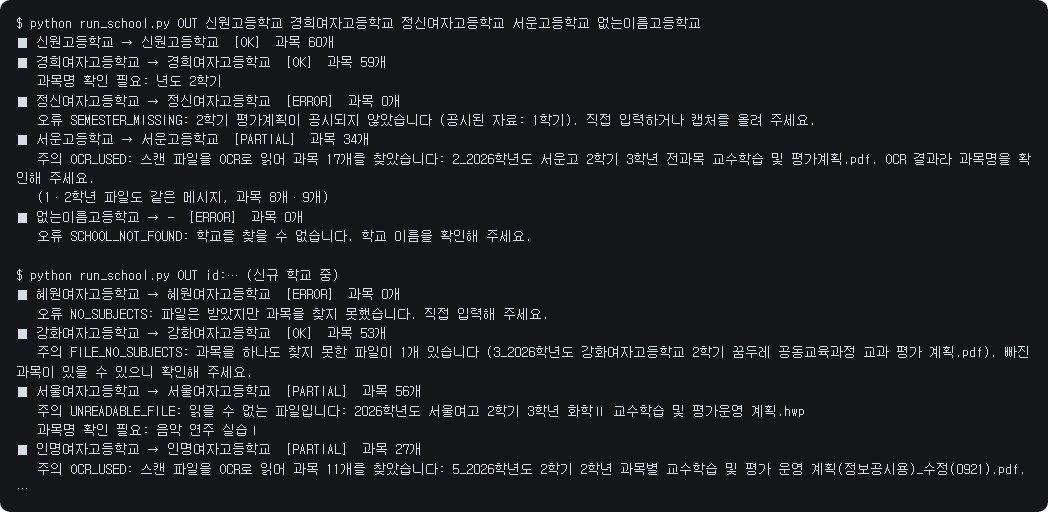 $ python run_school.py OUT 신원고등학교 경희여자고등학교 정신여자고등학교 서운고등학교 없는이름고등학교
■ 신원고등학교 → 신원고등학교 [OK] 과목 60개
■ 경희여자고등학교 → 경희여자고등학교 [OK] 과목 59개
과목명 확인 필요: 년도 2학기
■ 정신여자고등학교 → 정신여자고등학교 [ERROR] 과목 0개
오류 SEMESTER_MISSING: 2학기 평가계획이 공시되지 않았습니다 (공시된 자료: 1학기). 직접 입력하거나 캡처를 올려 주세요.
■ 서운고등학교 → 서운고등학교 [PARTIAL] 과목 34개
주의 OCR_USED: 스캔 파일을 OCR로 읽어 과목 17개를 찾았습니다: 2_2026학년도 서운고 2학기 3학년 전과목 교수학습 및 평가계획.pdf. OCR 결과라 과목명을 확
인해 주세요.
(1·2학년 파일도 같은 메시지, 과목 8개·9개)
■ 없는이름고등학교 → - [ERROR] 과목 0개
오류 SCHOOL_NOT_FOUND: 학교를 찾을 수 없습니다. 학교 이름을 확인해 주세요.
$ python run_school.py OUT id:… (신규 학교 중)
■ 혜원여자고등학교 → 혜원여자고등학교 [ERROR] 과목 0개
오류 NO_SUBJECTS: 파일은 받았지만 과목을 찾지 못했습니다. 직접 입력해 주세요.
■ 강화여자고등학교 → 강화여자고등학교 [OK] 과목 53개
주의 FILE_NO_SUBJECTS: 과목을 하나도 찾지 못한 파일이 1개 있습니다 (3_2026학년도 강화여자고등학교 2학기 꿈두레 공동교육과정 교과 평가 계획.pdf). 빠진
과목이 있을 수 있으니 확인해 주세요.
■ 서울여자고등학교 → 서울여자고등학교 [PARTIAL] 과목 56개
주의 UNREADABLE_FILE: 읽을 수 없는 파일입니다: 2026학년도 서울여고 2학기 3학년 화학Ⅱ 교수학습 및 평가운영 계획.hwp
과목명 확인 필요: 음악 연주 실습Ⅰ
■ 인명여자고등학교 → 인명여자고등학교 [PARTIAL] 과목 27개
주의 OCR_USED: 스캔 파일을 OCR로 읽어 과목 11개를 찾았습니다: 5_2026학년도 2학기 2학년 과목별 교수학습 및 평가 운영 계획(정보공시용)_수정(0921).pdf.
…